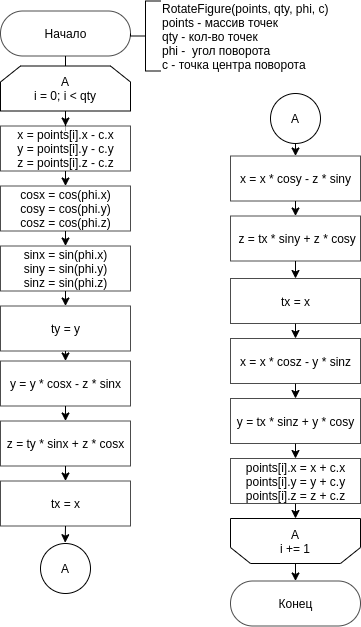 Начало
RotateFigure(points, qty, phi, c)
points - массив точек
qty - кол-во точек
phi - угол поворота
c - точка центра поворота
A
i = 0; i < qty
x = points[i].x - c.x
y = points[i].y - c.y
z = points[i].z - c.z
cosx = cos(phi.x)
cosy = cos(phi.y)
cosz = cos(phi.z)
sinx = sin(phi.x)
siny = sin(phi.y)
sinz = sin(phi.z)
ty = y
y = y * cosx - z * sinx
z = ty * sinx + z * cosx
tx = x
A
A
x = x * cosy - z * siny
z = tx * siny + z * cosy
tx = x
x = x * cosz - y * sinz
y = tx * sinz + y * cosy
points[i].x = x + c.x
points[i].y = y + c.y
points[i].z = z + c.z
A
i += 1
Конец